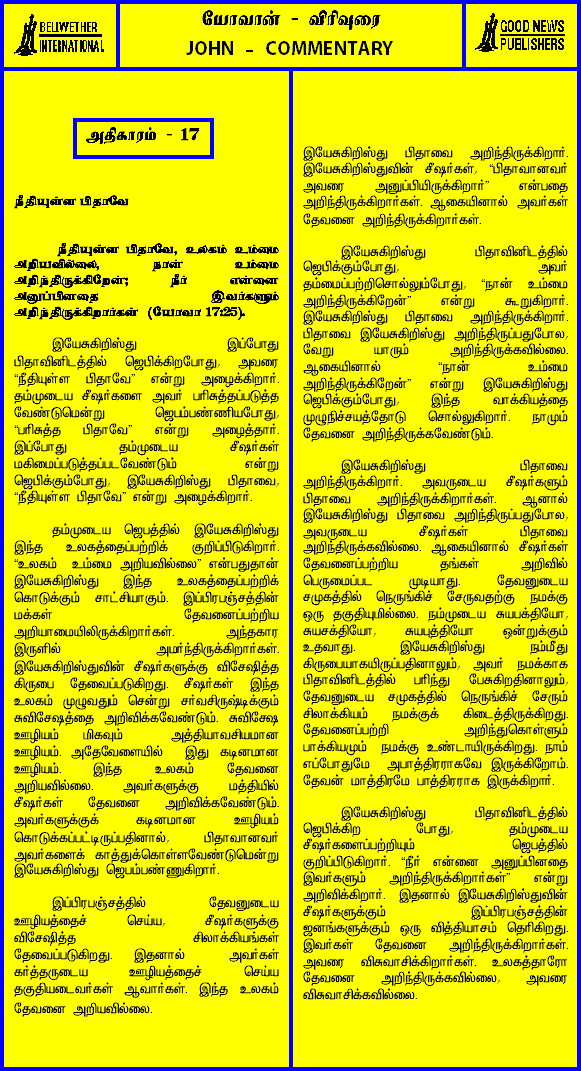 BELLWETHER
INTERNATIONAL
யோவான் - விரிவுரை
JOHN - COMMENTARY
GOOD NEWS
PUBLISHERS
அதிகாரம் - 17
நீதியுள்ள பிதாவே
நீதியுள்ள பிதாவே, உலகம் உம்மை
அறியவில்லை, நான் உம்மை
அறிந்திருக்கிறேன்; நீர் என்னை
அனுப்பினதை இவர்களும்
அறிந்திருக்கிறார்கள் (யோவா 17:25).
இயேசுகிறிஸ்து இப்போது
பிதாவினிடத்தில் ஜெபிக்கிறபோது, அவரை
“நீதியுள்ள பிதாவே” என்று அழைக்கிறார்.
தம்முடைய சீஷர்களை அவர் பரிசுத்தப்படுத்த
வேண்டுமென்று ஜெபம்பண்ணியபோது,
“பரிசுத்த பிதாவே” என்று அழைத்தார்.
இப்போது தம்முடைய சீஷர்கள்
மகிமைப்படுத்தப்படவேண்டும் என்று
ஜெபிக்கும்போது, இயேசுகிறிஸ்து பிதாவை,
“நீதியுள்ள பிதாவே” என்று அழைக்கிறார்.
தம்முடைய ஜெபத்தில் இயேசுகிறிஸ்து
இந்த உலகத்தைப்பற்றிக் குறிப்பிடுகிறார்.
“உலகம் உம்மை அறியவில்லை” என்பதுதான்
இயேசுகிறிஸ்து இந்த உலகத்தைப்பற்றிக்
கொடுக்கும் சாட்சியாகும். இப்பிரபஞ்சத்தின்
மக்கள் தேவனைப்பற்றிய
அறியாமையிலிருக்கிறார்கள். அந்தகார
இருளில் அமர்ந்திருக்கிறார்கள்.
இயேசுகிறிஸ்துவின் சீஷர்களுக்கு விசேஷித்த
கிருபை தேவைப்படுகிறது. சீஷர்கள் இந்த
உலகம் முழுவதும் சென்று சர்வசிருஷ்டிக்கும்
சுவிசேஷத்தை அறிவிக்கவேண்டும். சுவிசேஷ
ஊழியம் மிகவும் அத்தியாவசியமான
ஊழியம். அதேவேளையில் இது கடினமான
ஊழியம். இந்த உலகம் தேவனை
அறியவில்லை. அவர்களுக்கு மத்தியில்
சீஷர்கள் தேவனை அறிவிக்கவேண்டும்.
அவர்களுக்குக் கடினமான ஊழியம்
கொடுக்கப்பட்டிருப்பதினால், பிதாவானவர்
அவர்களைக் காத்துக்கொள்ளவேண்டுமென்று
இயேசுகிறிஸ்து ஜெபம்பண்ணுகிறார்.
இப்பிரபஞ்சத்தில் தேவனுடைய
ஊழியத்தைச் செய்ய, சீஷர்களுக்கு
விசேஷித்த சிலாக்கியங்கள்
தேவைப்படுகிறது. இதனால் அவர்கள்
கர்த்தருடைய ஊழியத்தைச் செய்ய
தகுதியடைவர்கள் ஆவார்கள். இந்த உலகம்
தேவனை அறியவில்லை.
இயேசுகிறிஸ்து பிதாவை அறிந்திருக்கிறார்.
இயேசுகிறிஸ்துவின் சீஷர்கள், “பிதாவானவர்
அவரை அனுப்பியிருக்கிறார்” என்பதை
அறிந்திருக்கிறார்கள். ஆகையினால் அவர்கள்
தேவனை அறிந்திருக்கிறார்கள்.
இயேசுகிறிஸ்து பிதாவினிடத்தில்
ஜெபிக்கும்போது, அவர்
தம்மைப்பற்றிசொல்லும்போது, “நான் உம்மை
அறிந்திருக்கிறேன்” என்று கூறுகிறார்.
இயேசுகிறிஸ்து பிதாவை அறிந்திருக்கிறார்.
பிதாவை இயேசுகிறிஸ்து அறிந்திருப்பதுபோல,
வேறு யாரும் அறிந்திருக்கவில்லை.
ஆகையினால் “நான் உம்மை
அறிந்திருக்கிறேன்” என்று இயேசுகிறிஸ்து
ஜெபிக்கும்போது, இந்த வாக்கியத்தை
முழுநிச்சயத்தோடு சொல்லுகிறார். நாமும்
தேவனை அறிந்திருக்கவேண்டும்.
இயேசுகிறிஸ்து பிதாவை
அறிந்திருக்கிறார். அவருடைய சீஷர்களும்
பிதாவை அறிந்திருக்கிறார்கள். ஆனால்
இயேசுகிறிஸ்து பிதாவை அறிந்திருப்பதுபோல,
அவருடைய சீஷர்கள் பிதாவை
அறிந்திருக்கவில்லை. ஆகையினால் சீஷர்கள்
தேவனைப்பற்றிய தங்கள் அறிவில்
பெருமைப்பட முடியாது. தேவனுடைய
சமுகத்தில் நெருங்கிச் சேருவதற்கு நமக்கு
ஒரு தகுதியுமில்லை. நம்முடைய சுயபக்தியோ,
சுயசக்தியோ, சுயபுத்தியோ ஒன்றுக்கும்
உதவாது. இயேசுகிறிஸ்து நம்மீது
கிருபையாகயிருப்பதினாலும், அவர் நமக்காக
பிதாவினிடத்தில் பரிந்து பேசுகிறதினாலும்,
தேவனுடைய சமுகத்தில் நெருங்கிச் சேரும்
சிலாக்கியம் நமக்குக் கிடைத்திருக்கிறது.
தேவனைப்பற்றி அறிந்துகொள்ளும்
பாக்கியமும் நமக்கு உண்டாயிருக்கிறது. நாம்
எப்போதுமே அபாத்திரராகவே இருக்கிறோம்.
தேவன் மாத்திரமே பாத்திரராக இருக்கிறார்.
இயேசுகிறிஸ்து பிதாவினிடத்தில்
ஜெபிக்கிற போது, தம்முடைய
சீஷர்களைப்பற்றியும் ஜெபத்தில்
குறிப்பிடுகிறார். “நீர் என்னை அனுப்பினதை
இவர்களும் அறிந்திருக்கிறார்கள்” என்று
அறிவிக்கிறார். இதனால் இயேசுகிறிஸ்துவின்
சீஷர்களுக்கும் இப்பிரபஞ்சத்தின்
ஜனங்களுக்கும் ஒரு வித்தியாசம் தெரிகிறது.
இவர்கள் தேவனை அறிந்திருக்கிறார்கள்.
அவரை விசுவாசிக்கிறார்கள். உலகத்தாரோ
தேவனை அறிந்திருக்கவில்லை, அவரை
விசுவாசிக்கவில்லை.